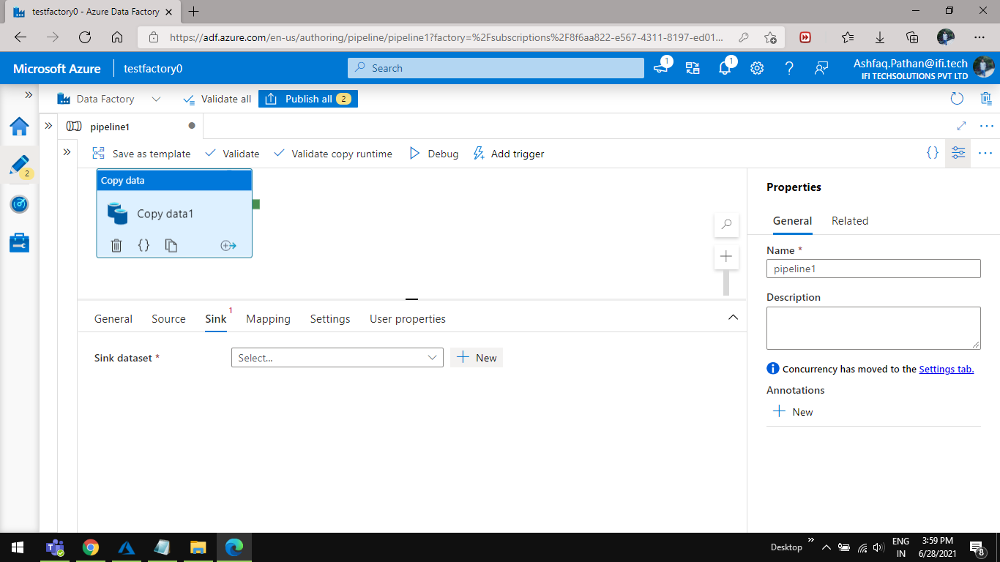 testfactory0 - Azure Data Factory
https://adf.azure.com/en-us/authoring/pipeline/pipeline1?factory=%2Fsubscriptions%2F8f6aa822-e567-4311-8197-ed01...
Microsoft Azure
testfactory0
Search
1
1
Ashfaq.Pathan@ifi.tech
IFI TECHSOLUTIONS PVT LTD
Data Factory
Validate all
Publish all 2
pipeline1
Save as template
Validate
Validate copy runtime
Debug
Add trigger
2
Copy data
Copy data1
General
Source
Sink 1
Mapping
Settings
User properties
Sink dataset *
Select...
New
Properties
General
Related
Name *
pipeline1
Description
Concurrency has moved to the Settings tab.
Annotations
New
Desktop
ENG
IN
3:59 PM
6/28/2021
8